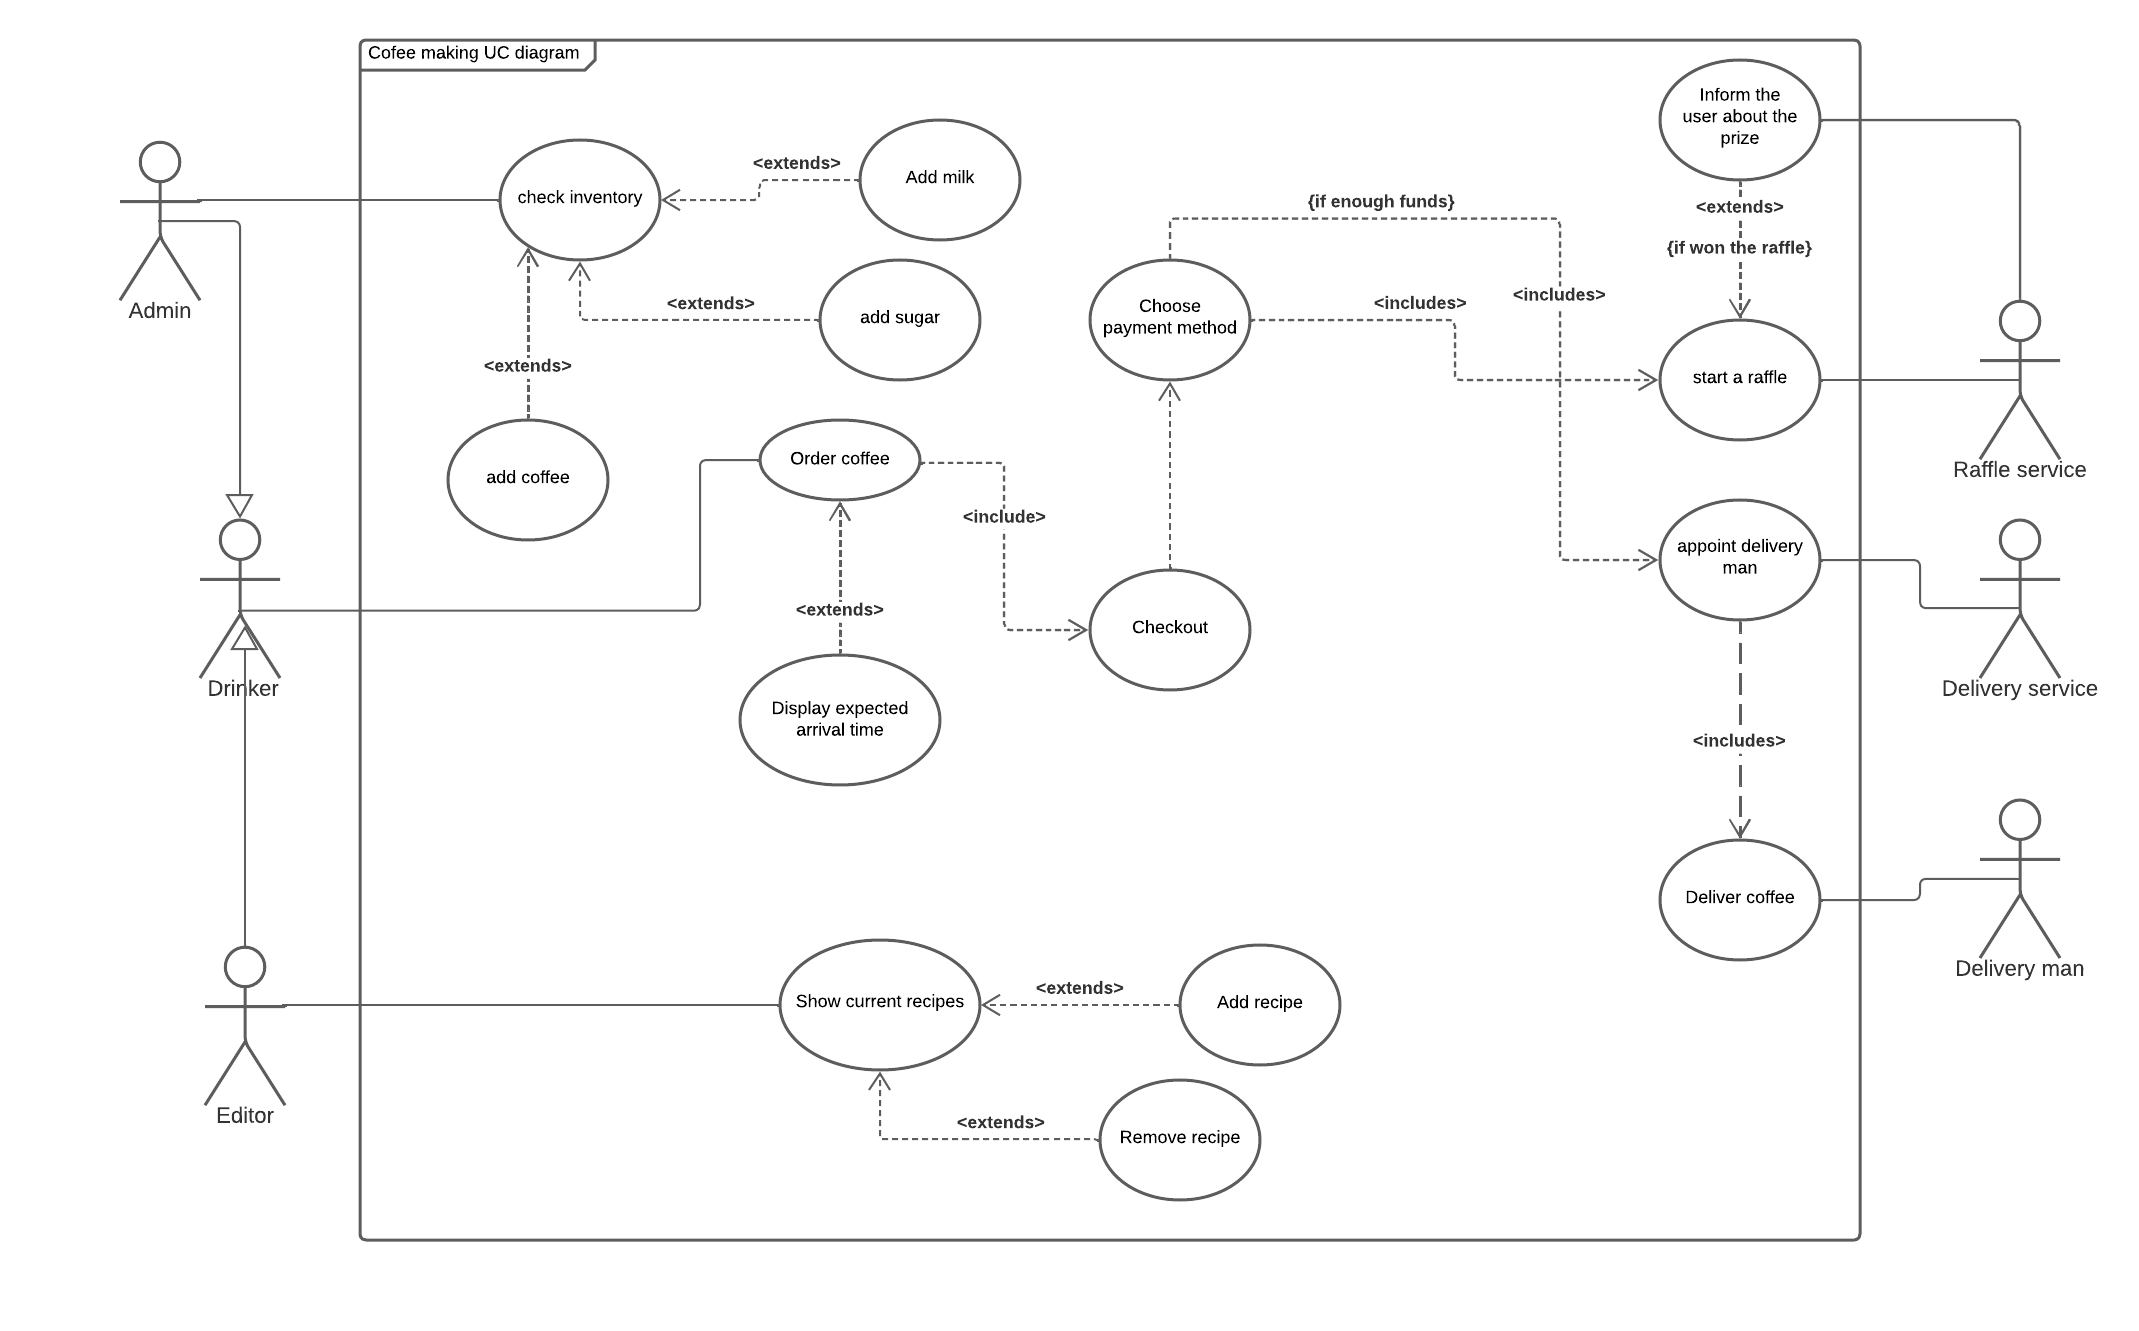 Cofee making UC diagram
Inform the
user about the
prize
<extends>
Add milk
check inventory
{if enough funds}
<extends>
{if won the raffle}
Admin
<extends>
add sugar
Choose
payment method
<includes>
<includes>
<extends>
start a raffle
Order coffee
add coffee
Raffle service
<include>
appoint delivery
man
<extends>
Checkout
Drinker
Delivery service
Display expected
arrival time
<includes>
Deliver coffee
Delivery man
Show current recipes
<extends>
Add recipe
Editor
<extends>
Remove recipe